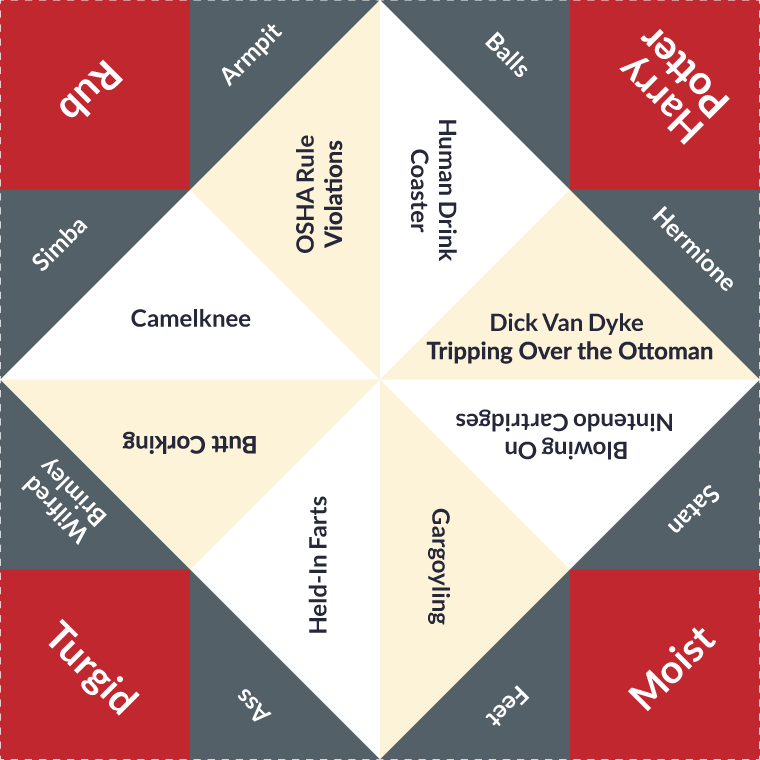 Rub
Armpit
Balls
Harry
Potter
Simba
OSHA Rule
Violations
Human Drink
Coaster
Hermione
Camelknee
Dick Van Dyke
Tripping Over the Ottoman
Butt Corking
Blowing On
Nintendo Cartridges
Wilfred
Brimley
Held-In Farts
Gargoyling
Satan
Turgid
Ass
Feet
Moist